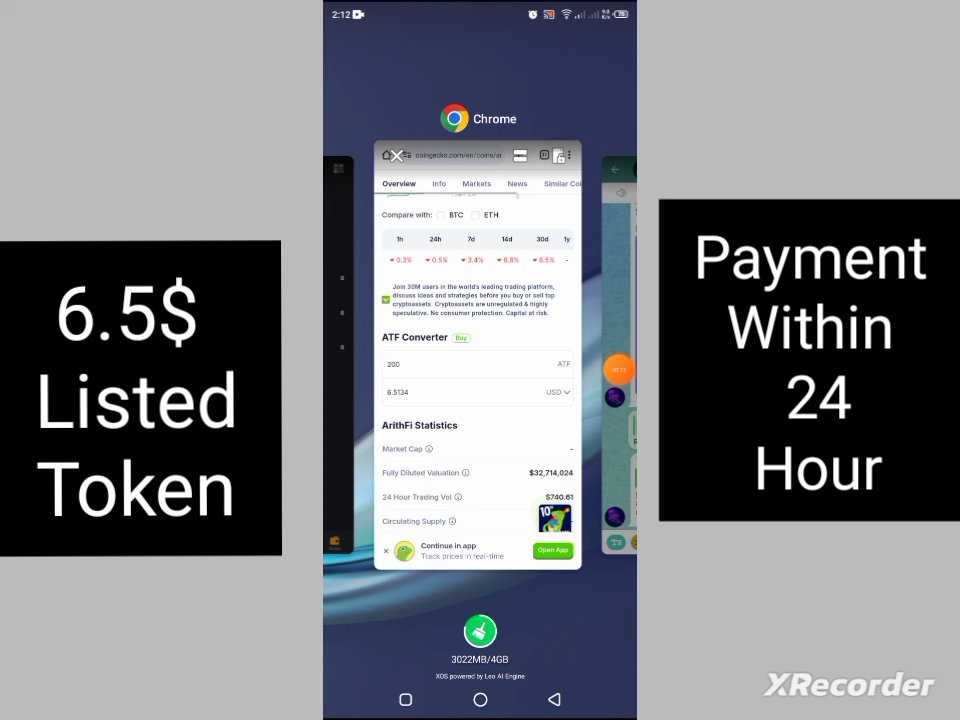 2:12
Chrome
coingecko.com/en/coins/a
Overview Info Markets News Similar Coi
Compare with: BTC ETH
1h 24h 7d 14d 30d 1y
0.3% 0.5% 3.4% 6.8% 8.5% -
Join 30M users in the world's leading trading platform,
discuss ideas and strategies before you buy or sell top
cryptoassets. Cryptoassets are unregulated & highly
speculative. No consumer protection. Capital at risk.
ATF Converter Buy
200 ATF
6.5134 USD
ArithFi Statistics
Market Cap -
Fully Diluted Valuation $32,714,024
24 Hour Trading Vol $740.61
Circulating Supply
Continue in app
Track prices in real-time
Open App
3022MB/4GB
XOS powered by Leo AI Engine
6.5$
Listed
Token
Payment
Within
24
Hour
XRecorder